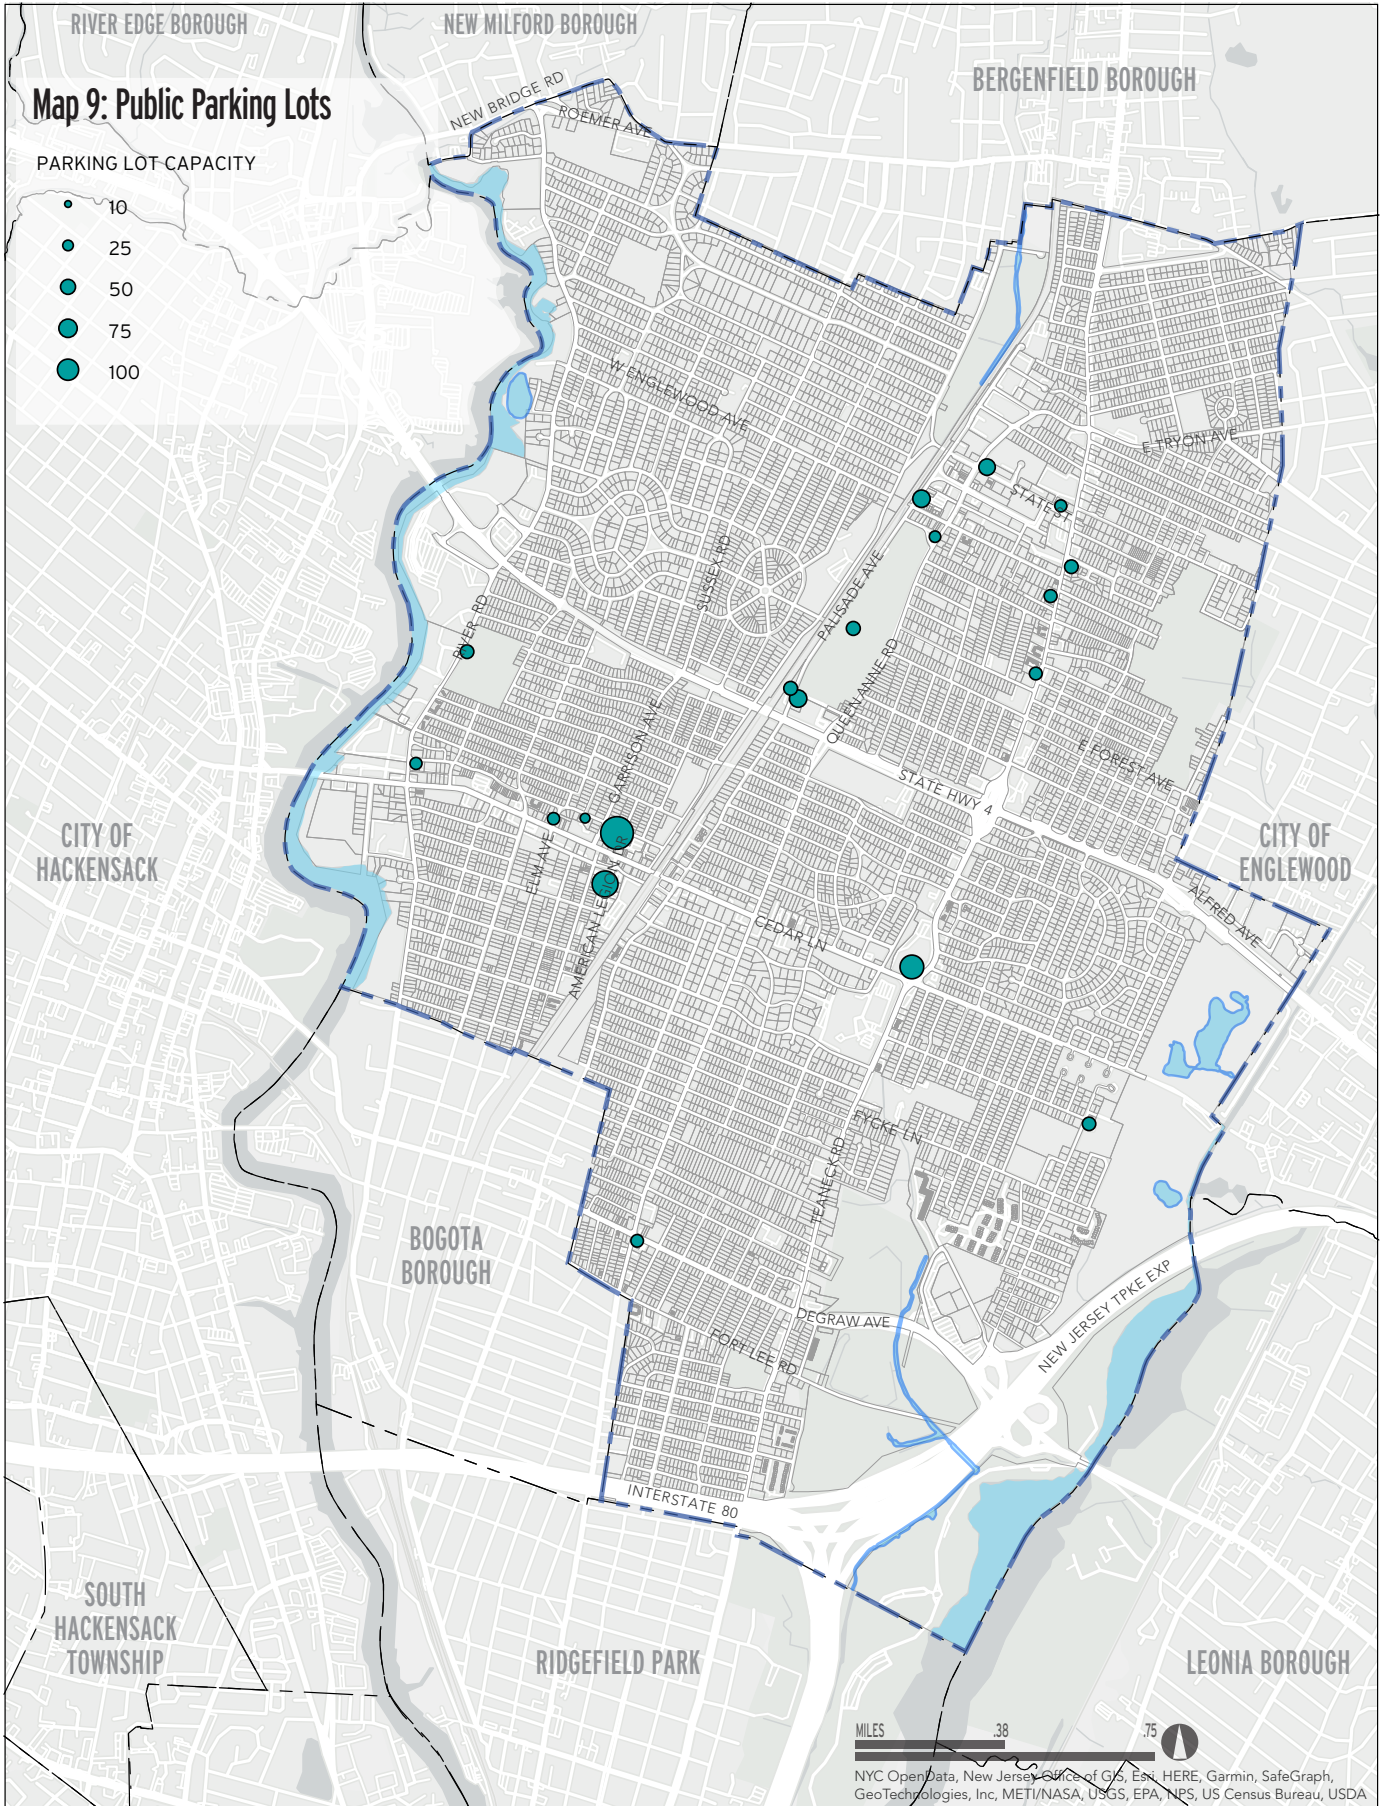 RIVER EDGE BOROUGH
NEW MILFORD BOROUGH
BERGENFIELD BOROUGH
Map 9: Public Parking Lots
PARKING LOT CAPACITY
10
25
50
75
100
NEW BRIDGE RD
ROEMER AVE
W ENGLEWOOD AVE
E TRYON AVE
STATE ST
SUSSEX RD
PALISADE AVE
RIVER RD
QUEEN ANNE RD
GARRISON AVE
E FOREST AVE
STATE HWY 4
CITY OF
HACKENSACK
CITY OF
ENGLEWOOD
ELM AVE
AMERICAN LEGION DR
ALFRED AVE
CEDAR LN
FYCKE LN
TEANECK RD
BOGOTA
BOROUGH
NEW JERSEY TPKE EXP
DEGRAW AVE
FORT LEE RD
INTERSTATE 80
SOUTH
HACKENSACK
TOWNSHIP
RIDGEFIELD PARK
LEONIA BOROUGH
MILES .38 .75
NYC OpenData, New Jersey Office of GIS, Esri, HERE, Garmin, SafeGraph,
GeoTechnologies, Inc, METI/NASA, USGS, EPA, NPS, US Census Bureau, USDA